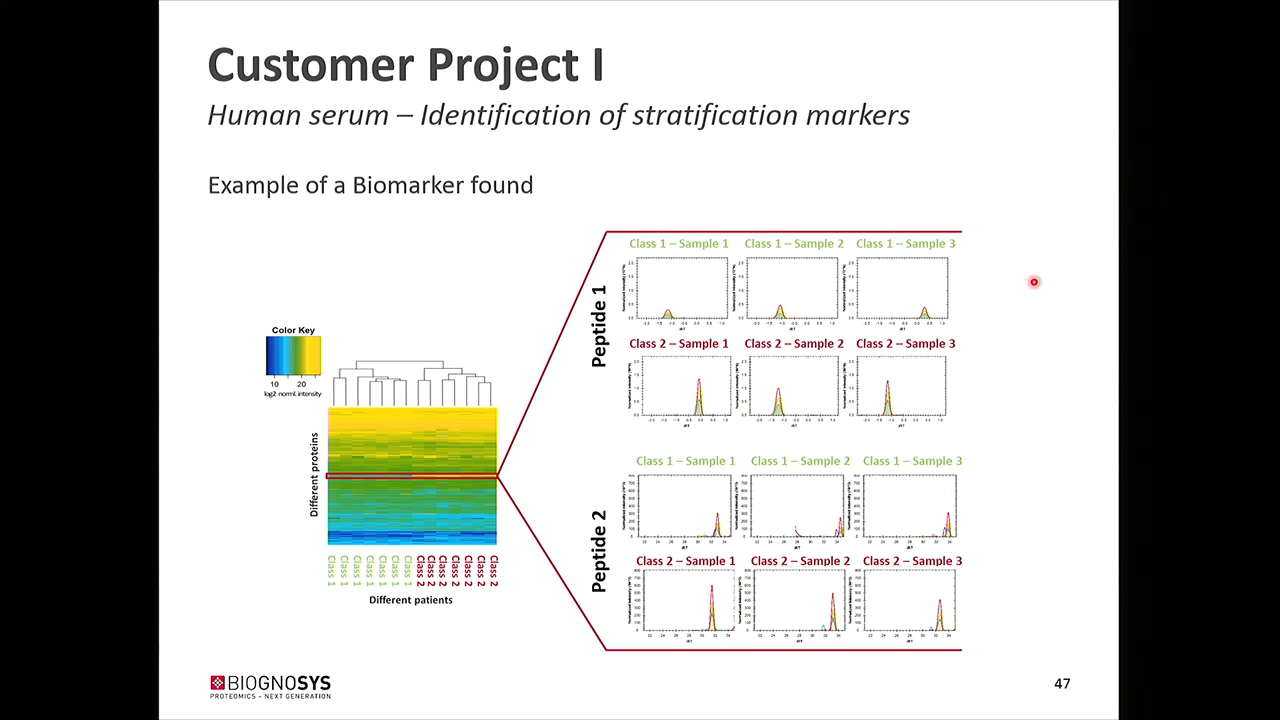 Customer Project I
Human serum – Identification of stratification markers
Example of a Biomarker found
Color Key
10 20
log2 norml.intensity
Different proteins
Class 1 Class 1 Class 1 Class 1 Class 1 Class 1 Class 1 Class 2 Class 2 Class 2 Class 2 Class 2 Class 2 Class 2
Different patients
Peptide 1
Class 1 – Sample 1 Class 1 – Sample 2 Class 1 – Sample 3
Class 2 – Sample 1 Class 2 – Sample 2 Class 2 – Sample 3
Peptide 2
Class 1 – Sample 1 Class 1 – Sample 2 Class 1 – Sample 3
Class 2 – Sample 1 Class 2 – Sample 2 Class 2 – Sample 3
BIOGNOSYS
PROTEOMICS – NEXT GENERATION
47